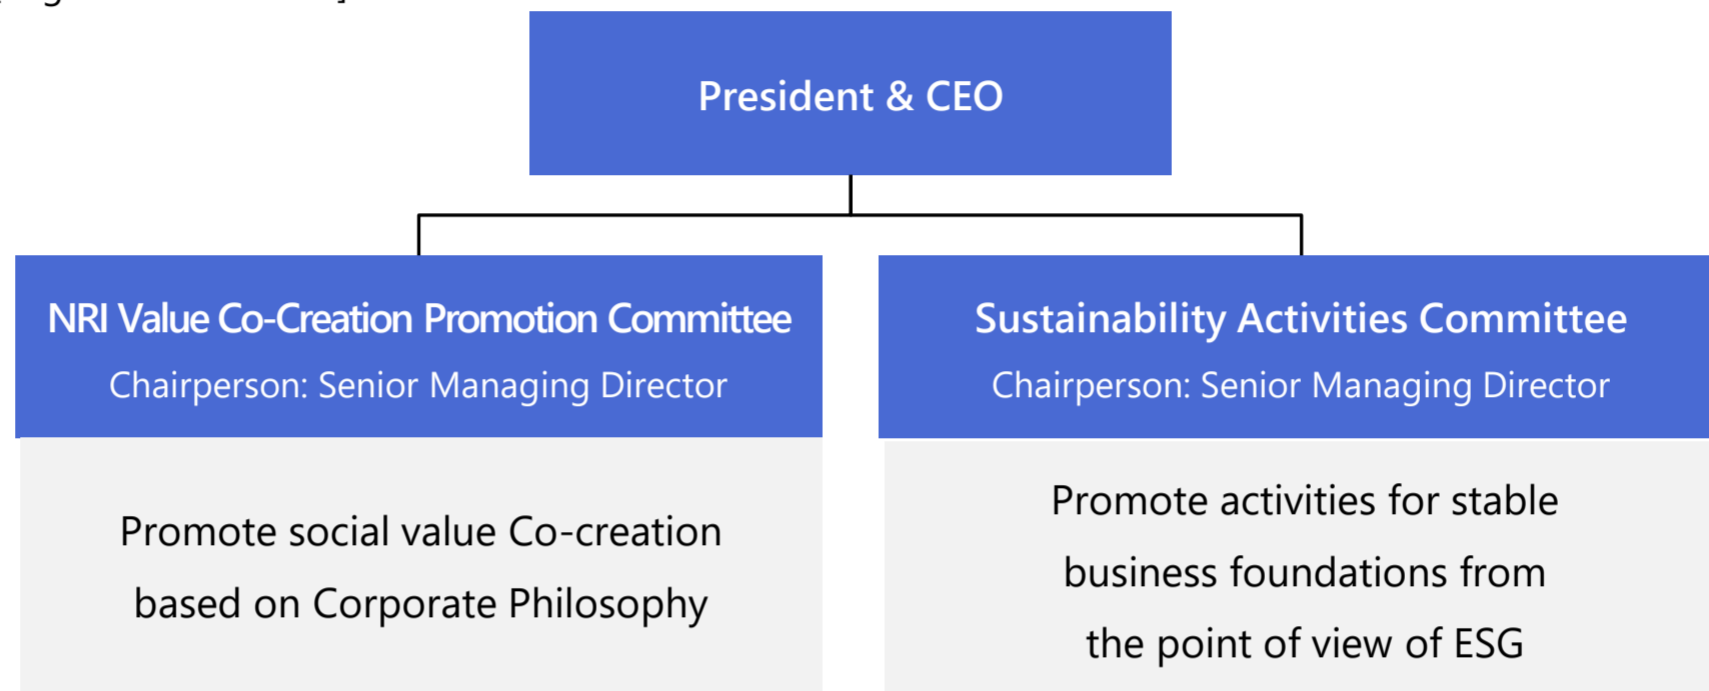 President & CEO
NRI Value Co-Creation Promotion Committee
Chairperson: Senior Managing Director
Promote social value Co-creation
based on Corporate Philosophy
Sustainability Activities Committee
Chairperson: Senior Managing Director
Promote activities for stable
business foundations from
the point of view of ESG